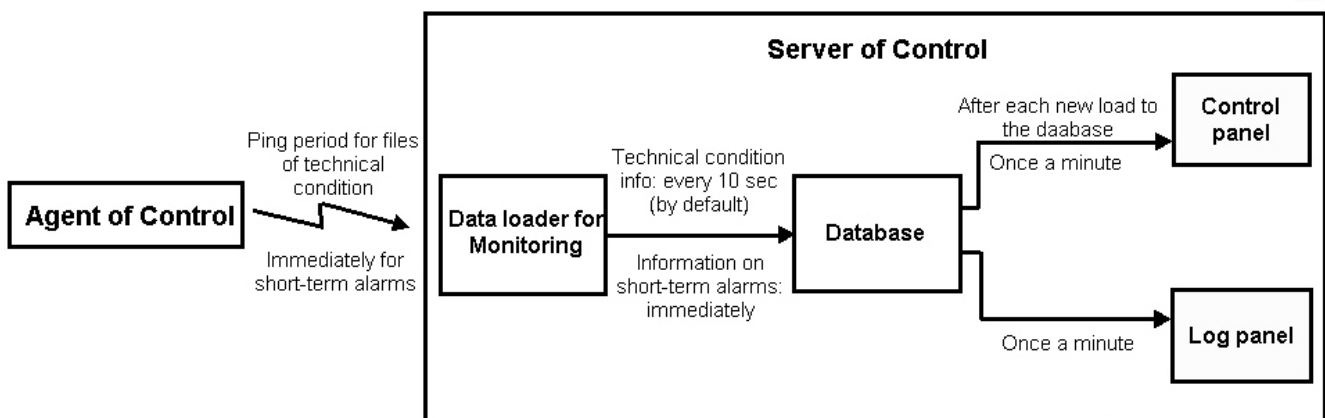 Server of Control
Agent of Control
Ping period for files
of technical
condition
Immediately for
short-term alarms
Data loader for
Monitoring
Technical condition
info: every 10 sec
(by default)
Information on
short-term alarms:
immediately
Database
After each new load to
the daabase
Once a minute
Control
panel
Once a minute
Log panel